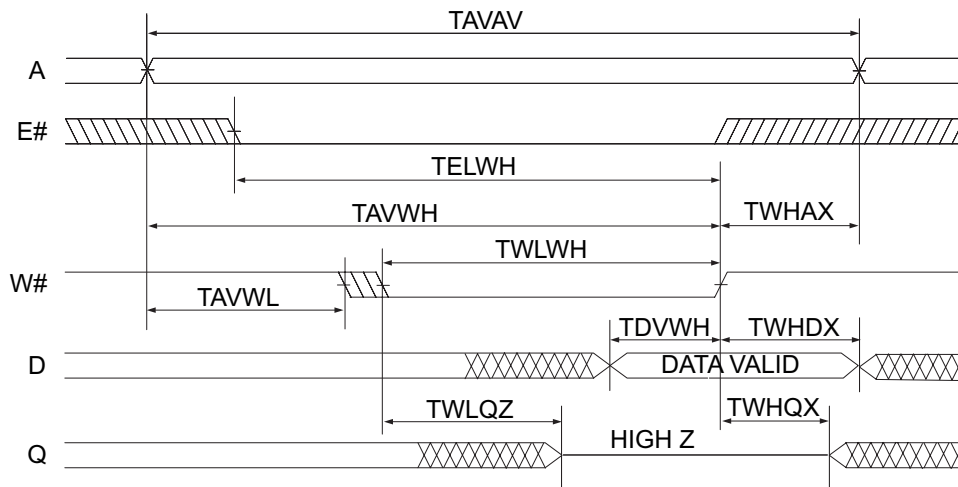 TAVAV
A
E#
TELWH
TAVWH
TWHAX
TWLWH
W#
TAVWL
TDVWH
TWHDX
D
DATA VALID
TWLQZ
TWHQX
Q
HIGH Z